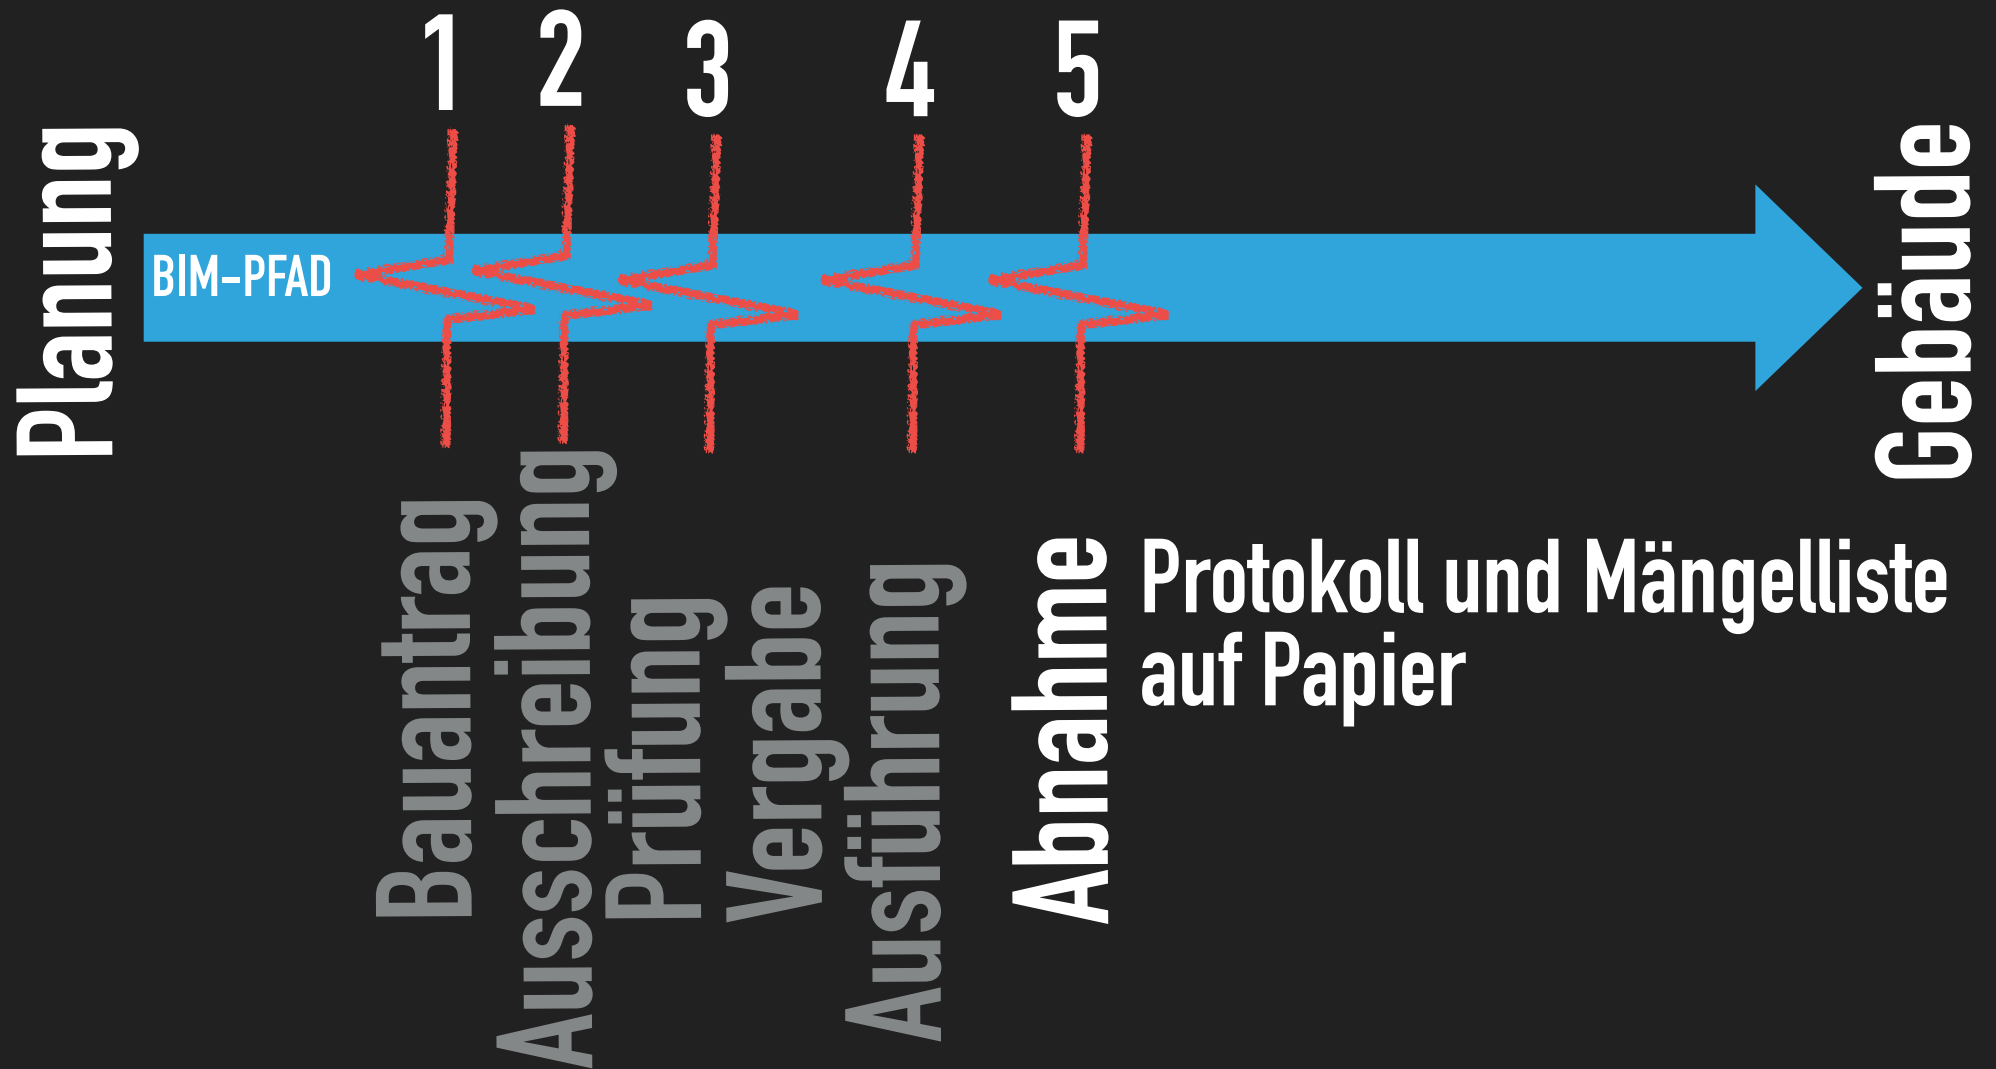 1
2
3
4
5
Planung
BIM-PFAD
Gebäude
Bauantrag
Ausschreibung
Prüfung
Vergabe
Ausführung
Abnahme
Protokoll und Mängelliste
auf Papier